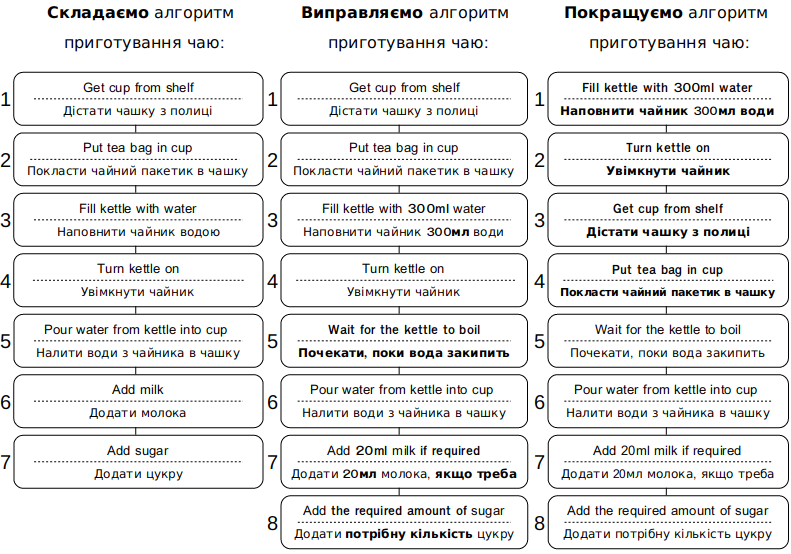 Складаємо алгоритм
приготування чаю:
1
Get cup from shelf
Дістати чашку з полиці
2
Put tea bag in cup
Покласти чайний пакетик в чашку
3
Fill kettle with water
Наповнити чайник водою
4
Turn kettle on
Увімкнути чайник
5
Pour water from kettle into cup
Налити води з чайника в чашку
6
Add milk
Додати молока
7
Add sugar
Додати цукру
Виправляємо алгоритм
приготування чаю:
1
Get cup from shelf
Дістати чашку з полиці
2
Put tea bag in cup
Покласти чайний пакетик в чашку
3
Fill kettle with 300ml water
Наповнити чайник 300мл води
4
Turn kettle on
Увімкнути чайник
5
Wait for the kettle to boil
Почекати, поки вода закипить
6
Pour water from kettle into cup
Налити води з чайника в чашку
7
Add 20ml milk if required
Додати 20мл молока, якщо треба
8
Add the required amount of sugar
Додати потрібну кількість цукру
Покращуємо алгоритм
приготування чаю:
1
Fill kettle with 300ml water
Наповнити чайник 300мл води
2
Turn kettle on
Увімкнути чайник
3
Get cup from shelf
Дістати чашку з полиці
4
Put tea bag in cup
Покласти чайний пакетик в чашку
5
Wait for the kettle to boil
Почекати, поки вода закипить
6
Pour water from kettle into cup
Налити води з чайника в чашку
7
Add 20ml milk if required
Додати 20мл молока, якщо треба
8
Add the required amount of sugar
Додати потрібну кількість цукру